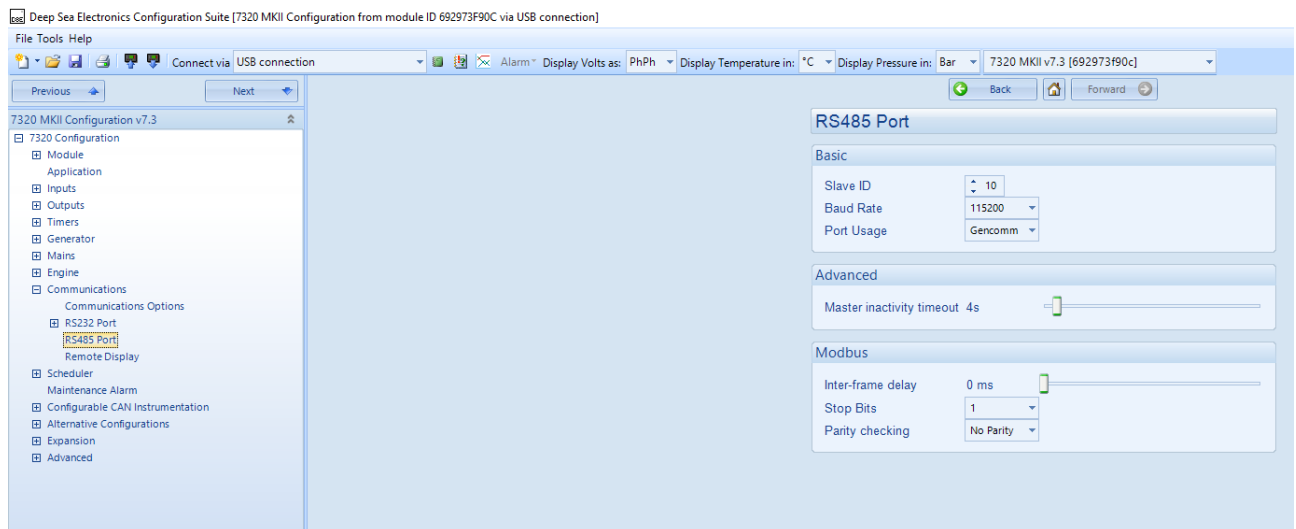 DSE Deep Sea Electronics Configuration Suite [7320 MKII Configuration from module ID 692973F90C via USB connection]
File Tools Help
Connect via USB connection Alarm Display Volts as: PhPh Display Temperature in: °C Display Pressure in: Bar 7320 MKII v7.3 [692973f90c]
Previous Next
Back Forward
7320 MKII Configuration v7.3
7320 Configuration
Module
Application
Inputs
Outputs
Timers
Generator
Mains
Engine
Communications
Communications Options
RS232 Port
RS485 Port
Remote Display
Scheduler
Maintenance Alarm
Configurable CAN Instrumentation
Alternative Configurations
Expansion
Advanced
RS485 Port
Basic
Slave ID 10
Baud Rate 115200
Port Usage Gencomm
Advanced
Master inactivity timeout 4s
Modbus
Inter-frame delay 0 ms
Stop Bits 1
Parity checking No Parity